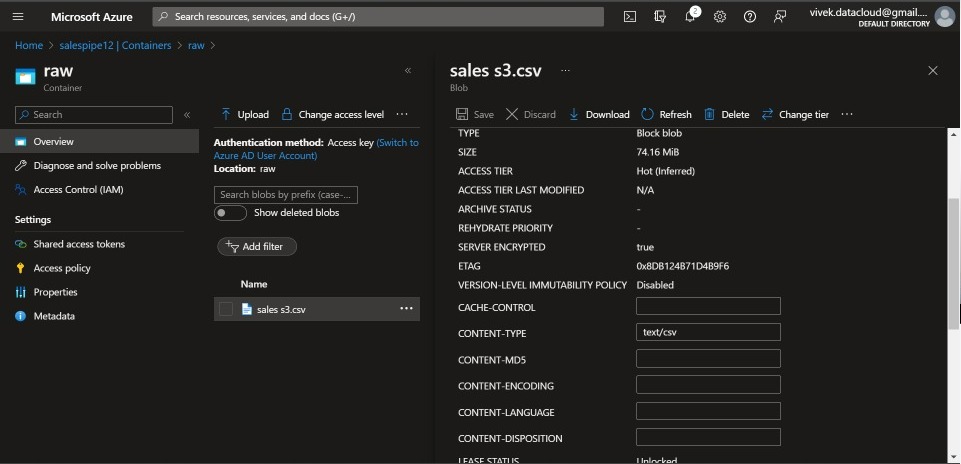 Microsoft Azure
Search resources, services, and docs (G+/)
2
vivek.datacloud@gmail....
DEFAULT DIRECTORY
Home > salespipe12 | Containers > raw >
raw
Container
«
Search
«
Overview
Diagnose and solve problems
Access Control (IAM)
Settings
Shared access tokens
Access policy
Properties
Metadata
Upload Change access level ...
Authentication method: Access key (Switch to
Azure AD User Account)
Location: raw
Search blobs by prefix (case-...
Show deleted blobs
Add filter
Name
sales s3.csv ...
sales s3.csv ...
Blob
Save Discard Download Refresh Delete Change tier ...
TYPE Block blob
SIZE 74.16 MiB
ACCESS TIER Hot (Inferred)
ACCESS TIER LAST MODIFIED N/A
ARCHIVE STATUS -
REHYDRATE PRIORITY -
SERVER ENCRYPTED true
ETAG 0x8DB124B71D4B9F6
VERSION-LEVEL IMMUTABILITY POLICY Disabled
CACHE-CONTROL
CONTENT-TYPE text/csv
CONTENT-MD5
CONTENT-ENCODING
CONTENT-LANGUAGE
CONTENT-DISPOSITION
LEASE STATUS Unlocked